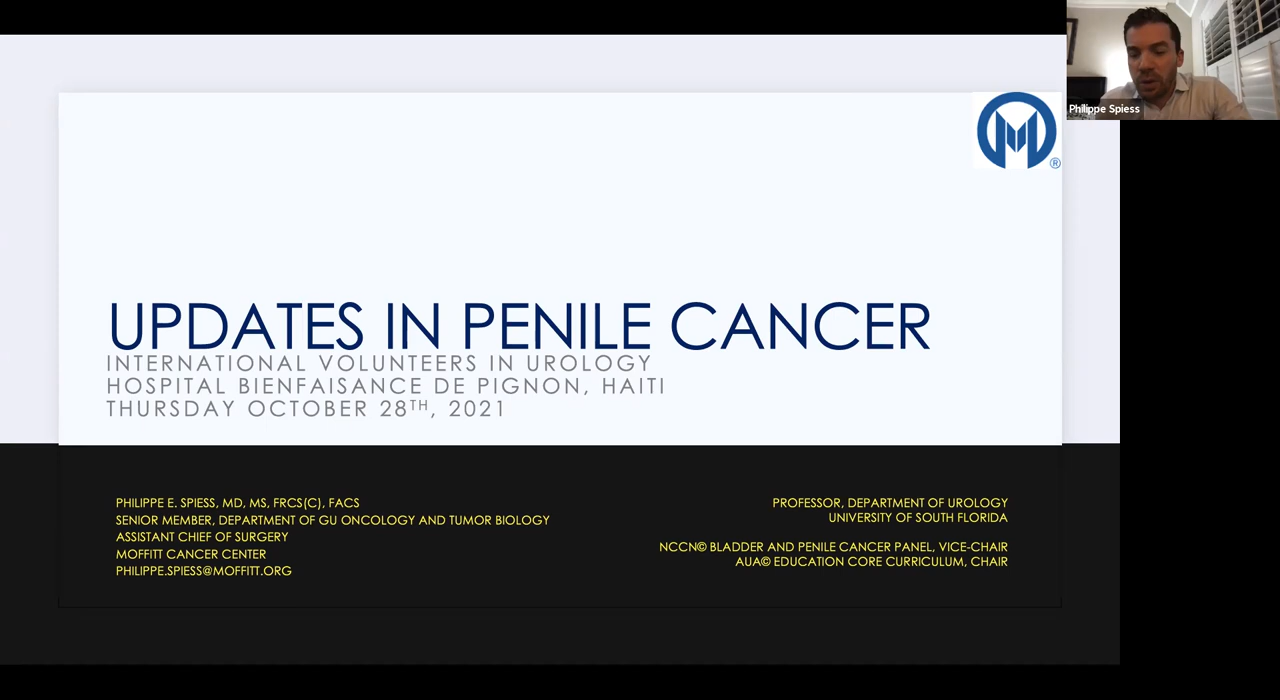 Philippe Spiess
UPDATES IN PENILE CANCER
INTERNATIONAL VOLUNTEERS IN UROLOGY
HOSPITAL BIENFAISANCE DE PIGNON, HAITI
THURSDAY OCTOBER 28TH, 2021
PHILIPPE E. SPIESS, MD, MS, FRCS(C), FACS
SENIOR MEMBER, DEPARTMENT OF GU ONCOLOGY AND TUMOR BIOLOGY
ASSISTANT CHIEF OF SURGERY
MOFFITT CANCER CENTER
PHILIPPE.SPIESS@MOFFITT.ORG
PROFESSOR, DEPARTMENT OF UROLOGY
UNIVERSITY OF SOUTH FLORIDA
NCCN© BLADDER AND PENILE CANCER PANEL, VICE-CHAIR
AUA© EDUCATION CORE CURRICULUM, CHAIR
M®